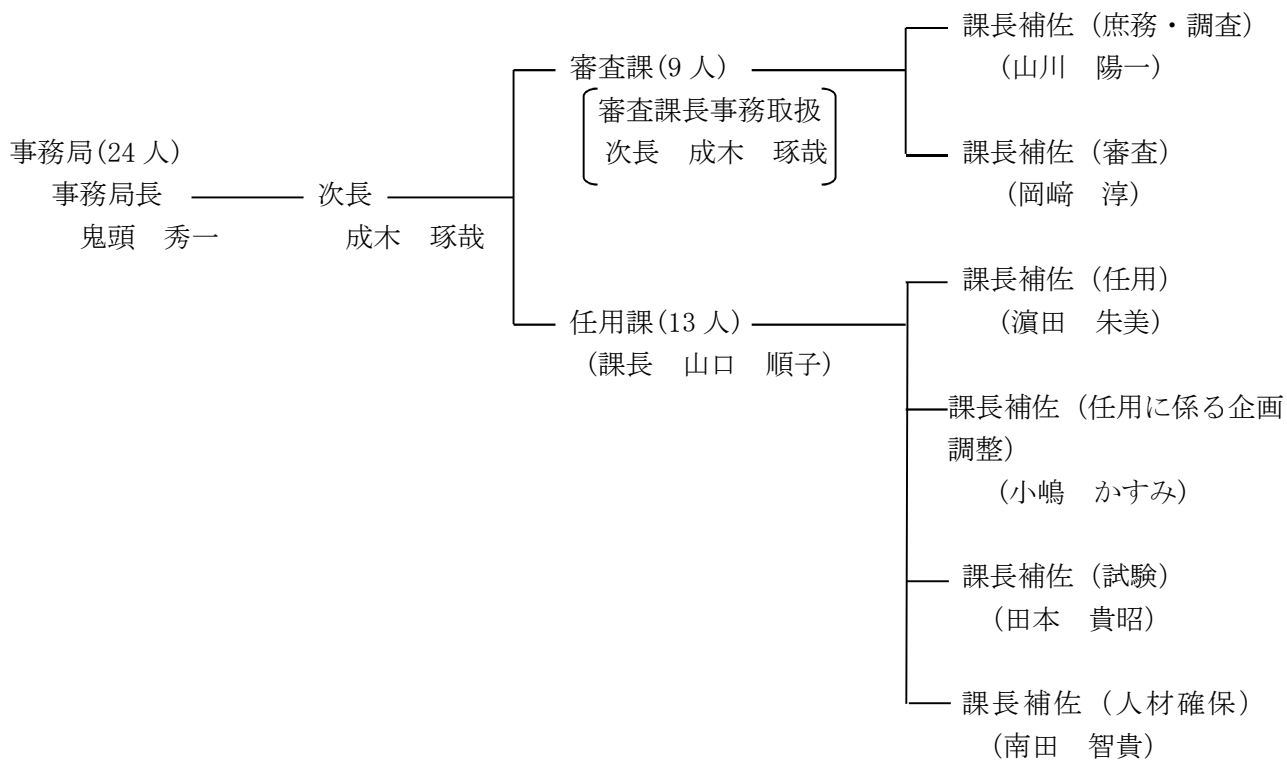 事務局(24 人)
事務局長
鬼頭 秀一
次長
成木 琢哉
審査課(9 人)
審査課長事務取扱
次長 成木 琢哉
課長補佐（庶務・調査）
（山川 陽一）
課長補佐（審査）
（岡﨑 淳）
任用課(13 人)
（課長 山口 順子）
課長補佐（任用）
（濵田 朱美）
課長補佐（任用に係る企画
調整）
（小嶋 かすみ）
課長補佐（試験）
（田本 貴昭）
課長補佐（人材確保）
（南田 智貴）